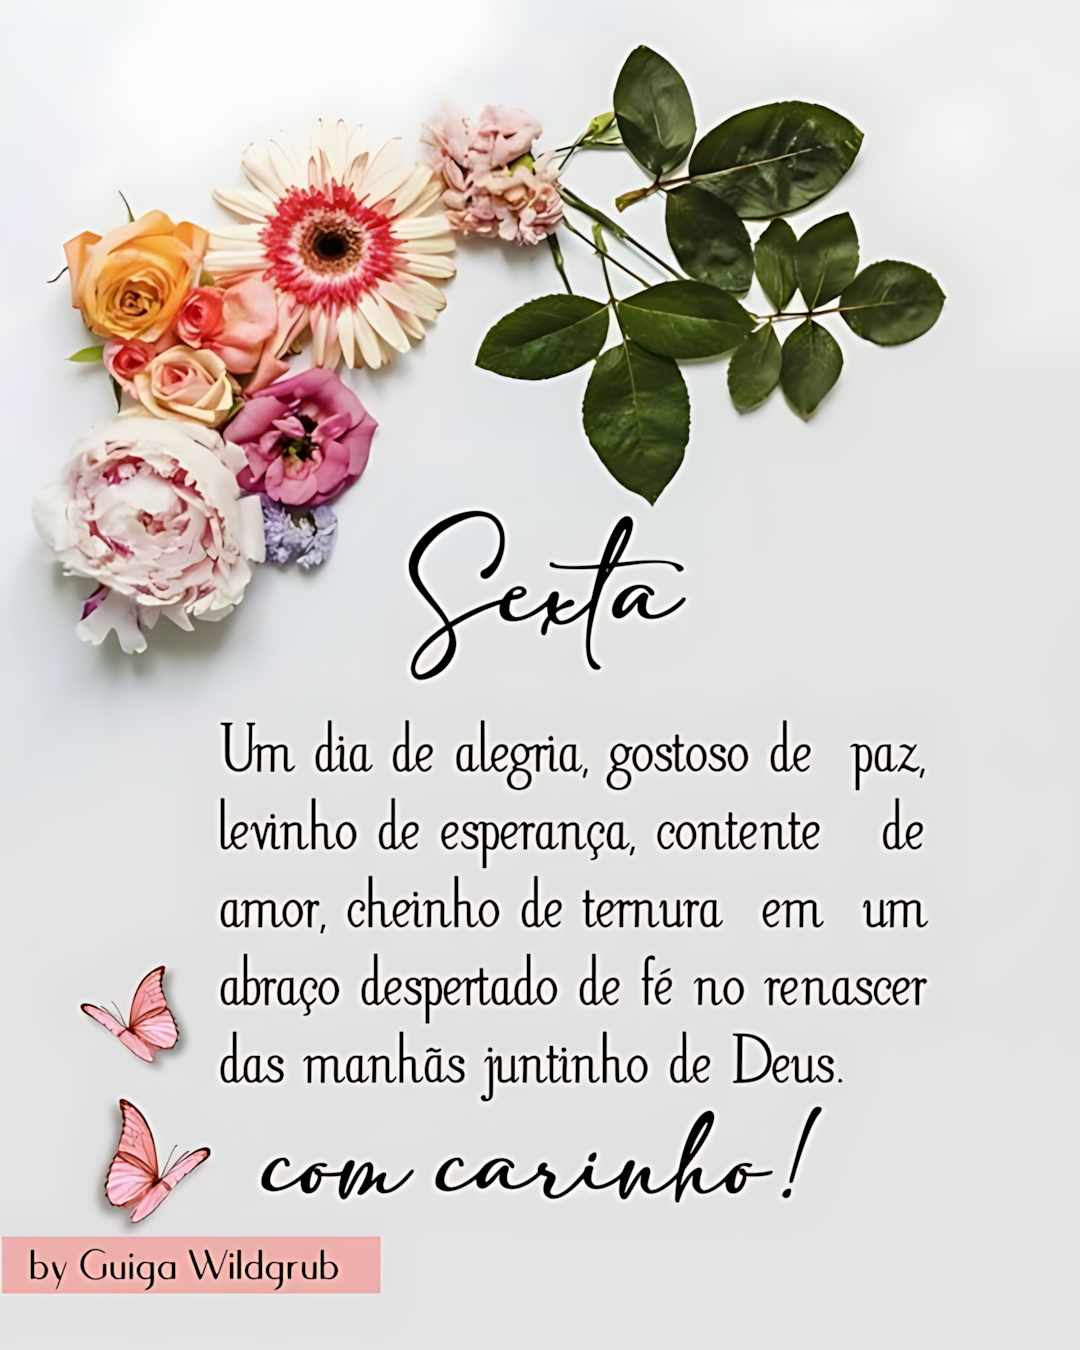 Sexta
Um dia de alegria, gostoso de paz,
levinho de esperança, contente de
amor, cheinho de ternura em um
abraço despertado de fé no renascer
das manhãs juntinho de Deus.
com carinho!
by Guiga Wildgrub